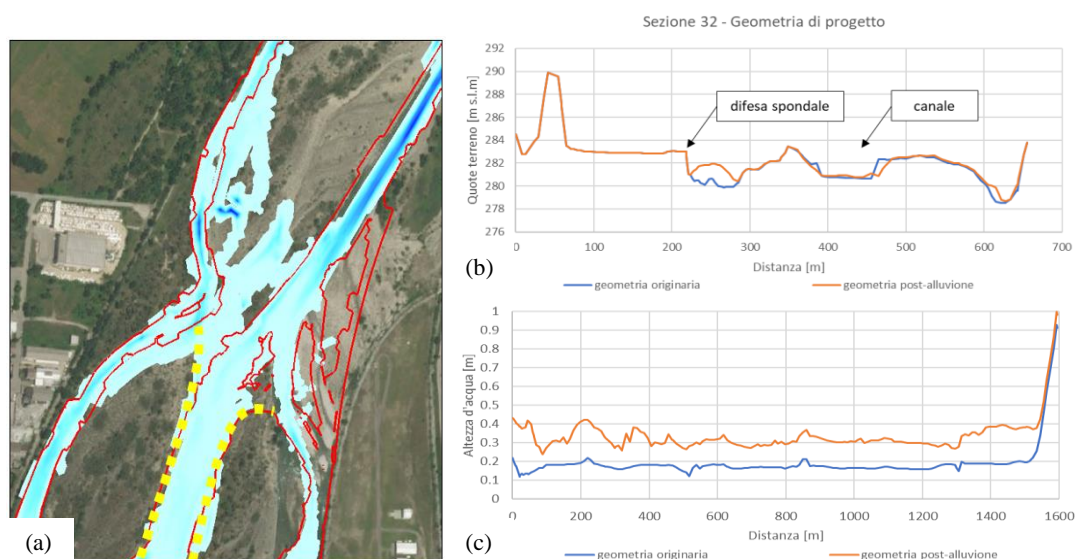 Sezione 32 - Geometria di progetto
Quote terreno [m s.l.m]
292
290
288
286
284
282
280
278
276
difesa spondale
canale
0
100
200
300
400
500
600
700
Distanza [m]
(b)
geometria originaria
geometria post-alluvione
Altezza d'acqua [m]
1
0.9
0.8
0.7
0.6
0.5
0.4
0.3
0.2
0.1
0
0
200
400
600
800
1000
1200
1400
1600
Distanza [m]
(a)
(c)
geometria originaria
geometria post-alluvione